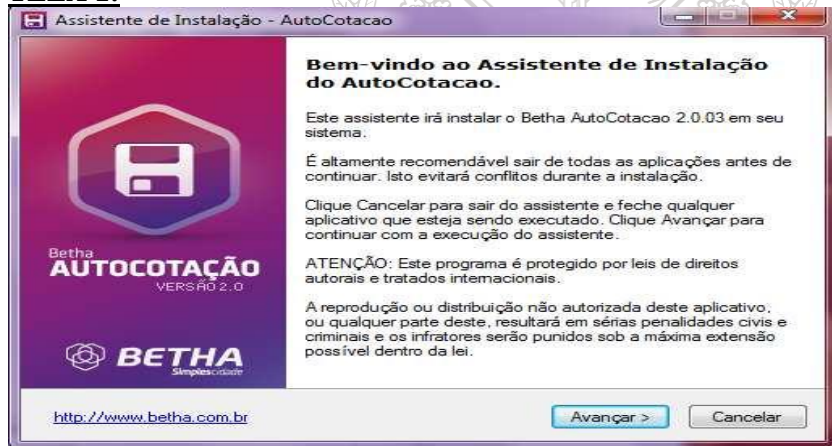 Assistente de Instalação - AutoCotacao
Bem-vindo ao Assistente de Instalação
do AutoCotacao.
Este assistente irá instalar o Betha AutoCotacao 2.0.03 em seu
sistema.
É altamente recomendável sair de todas as aplicações antes de
continuar. Isto evitará conflitos durante a instalação.
Clique Cancelar para sair do assistente e feche qualquer
aplicativo que esteja sendo executado. Clique Avançar para
continuar com a execução do assistente.
ATENÇÃO: Este programa é protegido por leis de direitos
autorais e tratados internacionais.
A reprodução ou distribuição não autorizada deste aplicativo,
ou qualquer parte deste, resultará em sérias penalidades civis e
criminais e os infratores serão punidos sob a máxima extensão
possível dentro da lei.
Betha
AUTOCOTAÇÃO
VERSÃO 2.0
BETHA
Simplescidade
http://www.betha.com.br
Avançar >
Cancelar